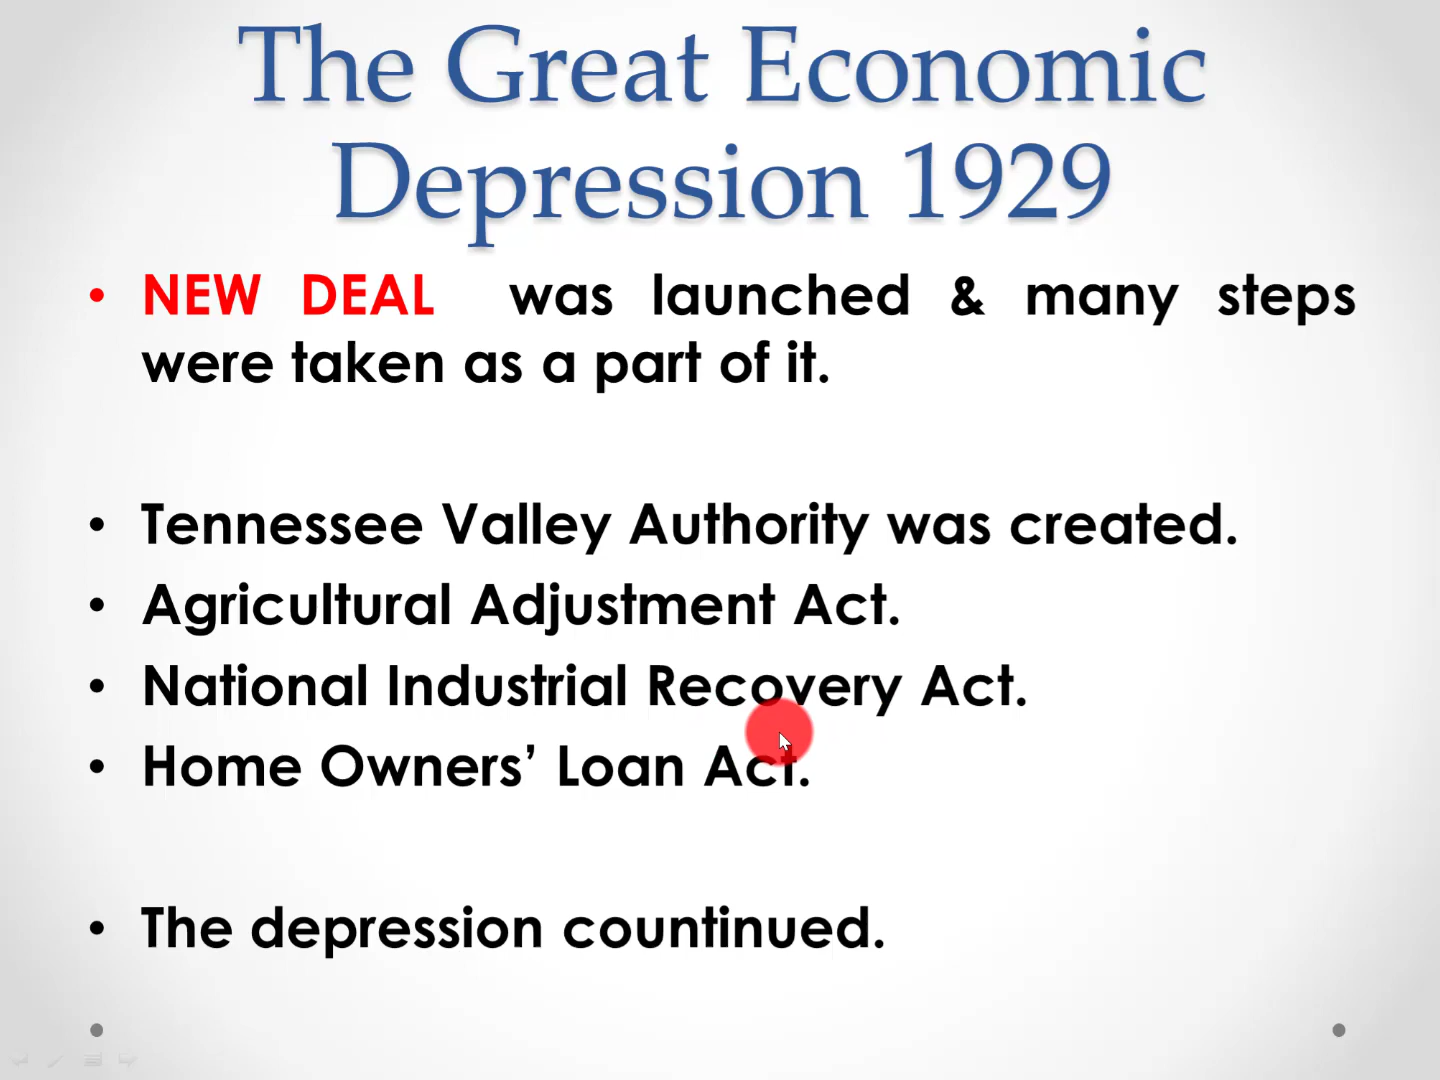 The Great Economic
Depression 1929
• NEW DEAL was launched & many steps
were taken as a part of it.
• Tennessee Valley Authority was created.
• Agricultural Adjustment Act.
• National Industrial Recovery Act.
• Home Owners’ Loan Act.
• The depression countinued.